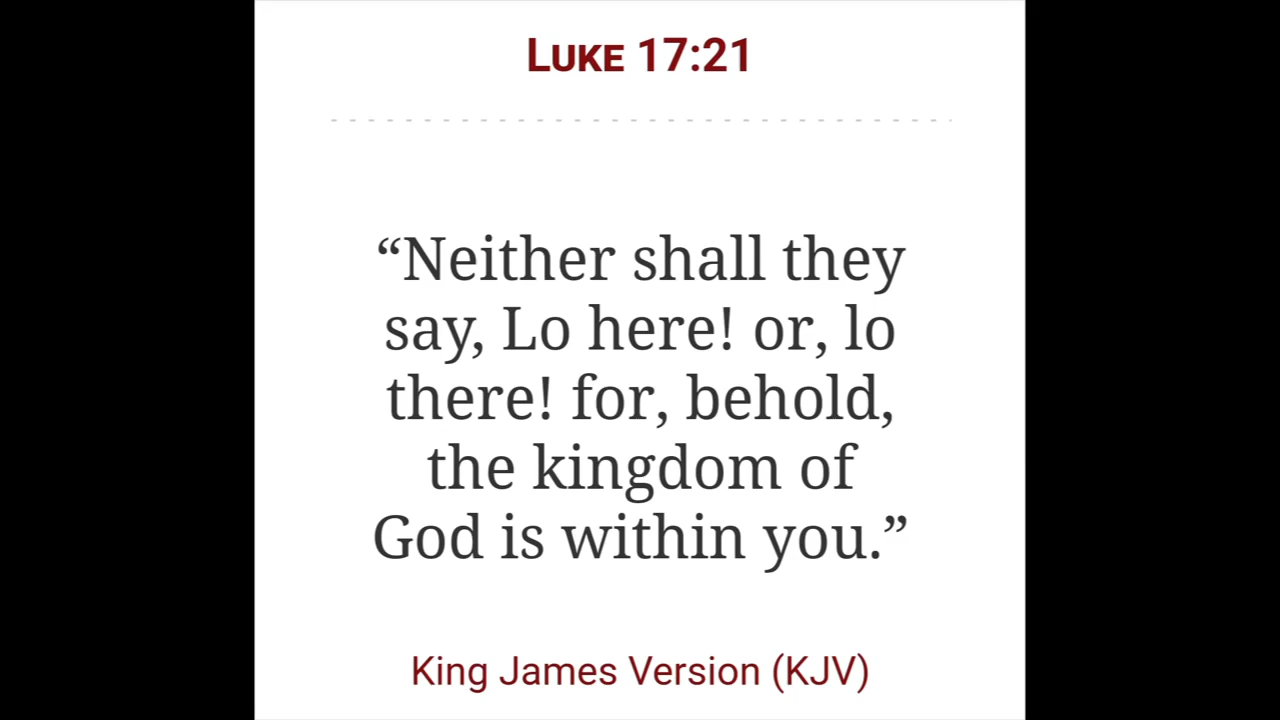 LUKE 17:21
“Neither shall they
say, Lo here! or, lo
there! for, behold,
the kingdom of
God is within you.”
King James Version (KJV)